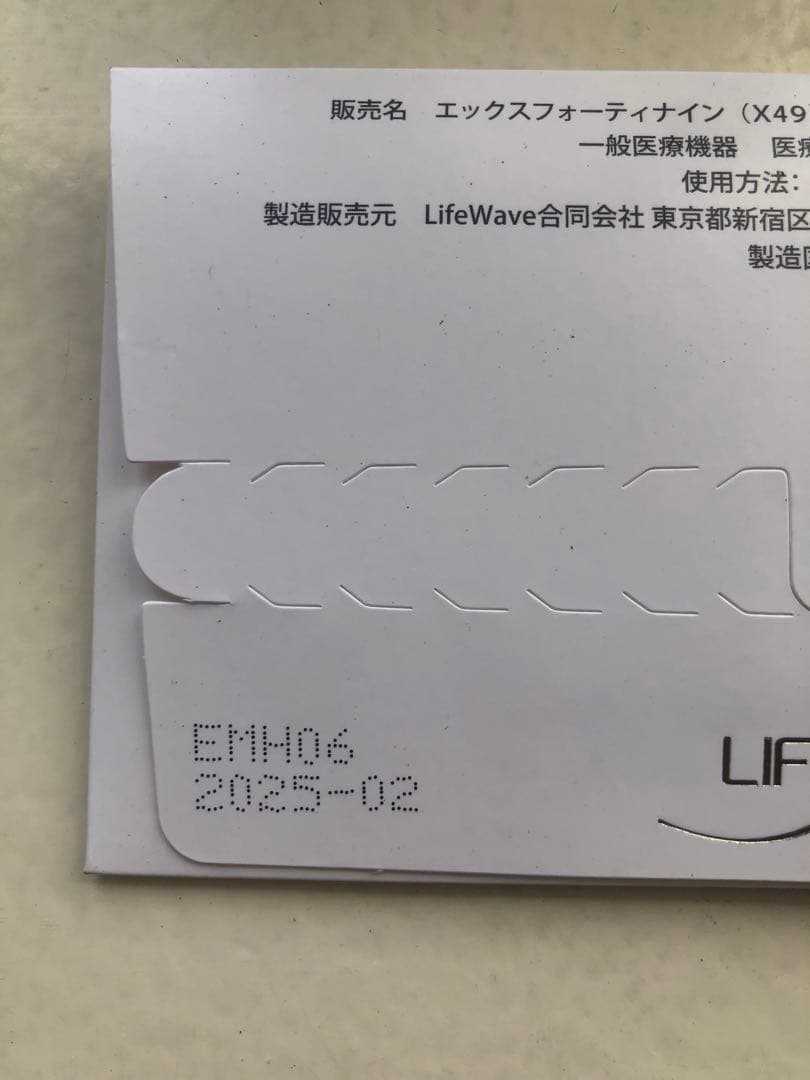 販売名　エックスフォーティナイン（X49
一般医療機器　医療
使用方法：
製造販売元　LifeWave合同会社 東京都新宿区
製造
EMH06
2025-02
LIF